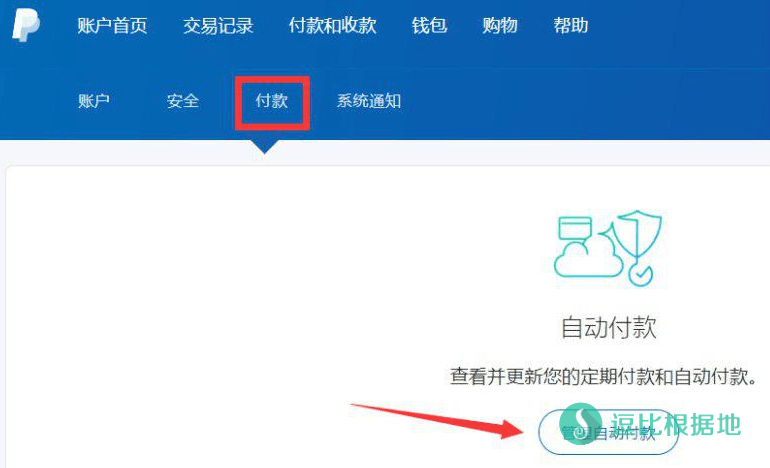 账户首页 交易记录 付款和收款 钱包 购物 帮助
账户 安全 付款 系统通知
自动付款
查看并更新您的定期付款和自动付款。
管理自动付款
逗比根据地